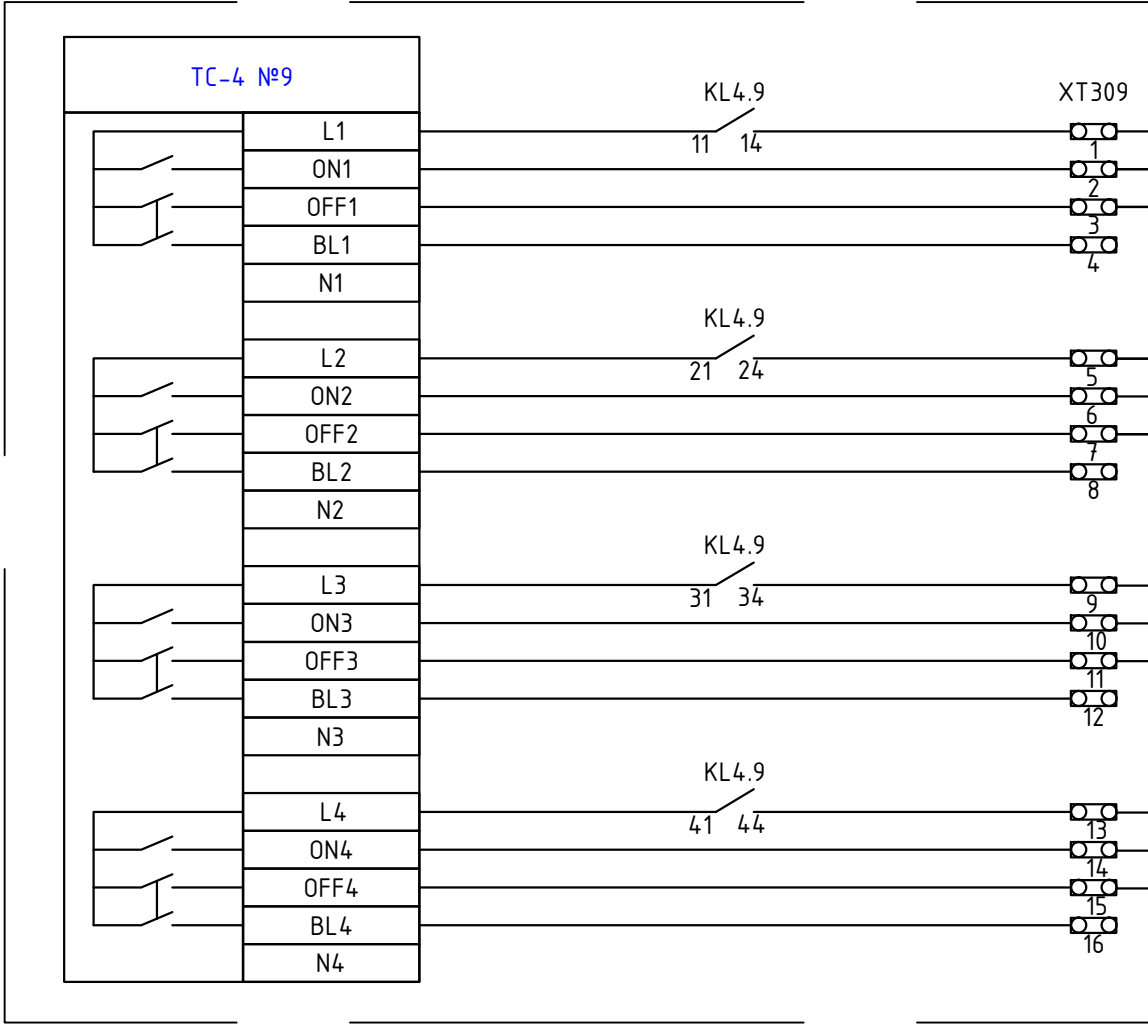 ТС-4 №9
KL4.9
XT309
L1
11 14
1
ON1
2
OFF1
3
BL1
4
N1
KL4.9
L2
21 24
5
ON2
6
OFF2
7
BL2
8
N2
KL4.9
L3
31 34
9
ON3
10
OFF3
11
BL3
12
N3
KL4.9
L4
41 44
13
ON4
14
OFF4
15
BL4
16
N4